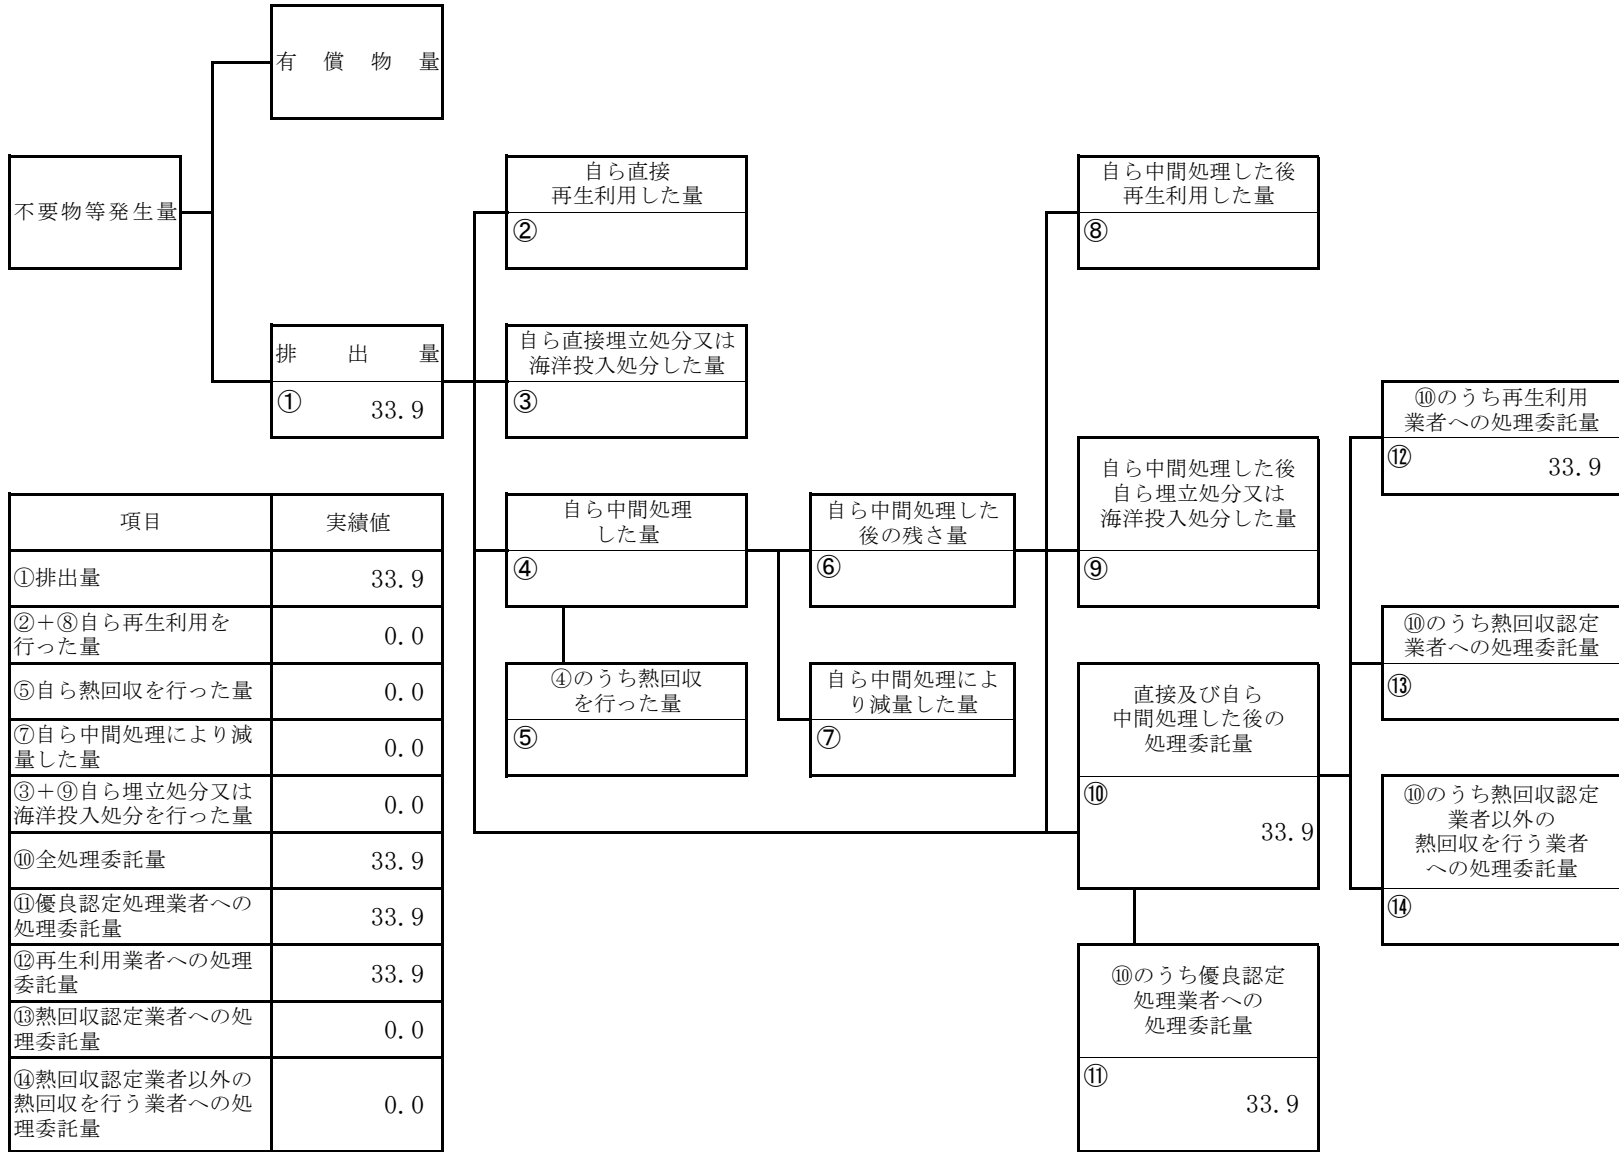 有償物量
不要物等発生量
排出量
①33.9
自ら直接
再生利用した量
②
自ら直接埋立処分又は
海洋投入処分した量
③
自ら中間処理
した量
④
④のうち熱回収
を行った量
⑤
自ら中間処理した
後の残さ量
⑥
自ら中間処理によ
り減量した量
⑦
自ら中間処理した後
再生利用した量
⑧
自ら中間処理した後
自ら埋立処分又は
海洋投入処分した量
⑨
直接及び自ら
中間処理した後の
処理委託量
⑩
33.9
⑩のうち優良認定
処理業者への
処理委託量
⑪
33.9
⑩のうち再生利用
業者への処理委託量
⑫33.9
⑩のうち熱回収認定
業者への処理委託量
⑬
⑩のうち熱回収認定
業者以外の
熱回収を行う業者
への処理委託量
⑭
項目 実績値
①排出量 33.9
②+⑧自ら再生利用を
行った量 0.0
⑤自ら熱回収を行った量 0.0
⑦自ら中間処理により減
量した量 0.0
③+⑨自ら埋立処分又は
海洋投入処分を行った量 0.0
⑩全処理委託量 33.9
⑪優良認定処理業者への
処理委託量 33.9
⑫再生利用業者への処理
委託量 33.9
⑬熱回収認定業者への処
理委託量 0.0
⑭熱回収認定業者以外の
熱回収を行う業者への処
理委託量 0.0